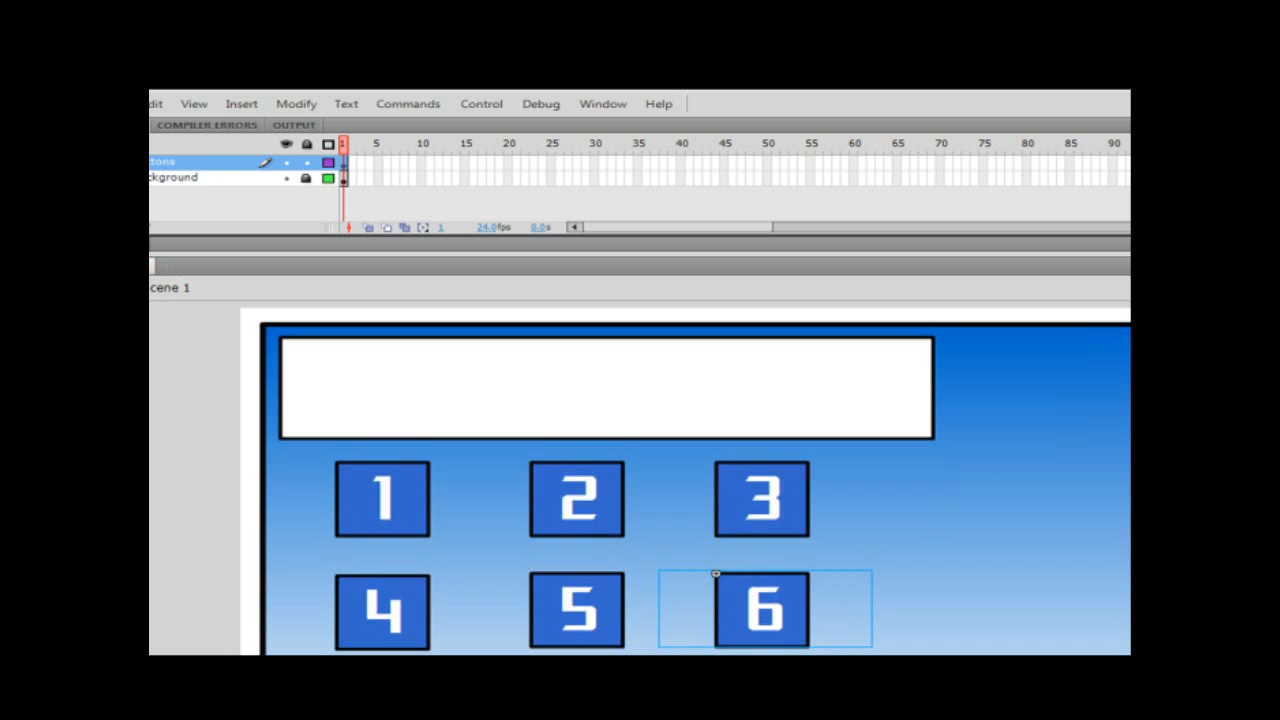 dit View Insert Modify Text Commands Control Debug Window Help
COMPILER ERRORS OUTPUT
1 5 10 15 20 25 30 35 40 45 50 55 60 65 70 75 80 85 90
tons
ckground
1 24.0fps 0.0s
cene 1
1 2 3
4 5 6